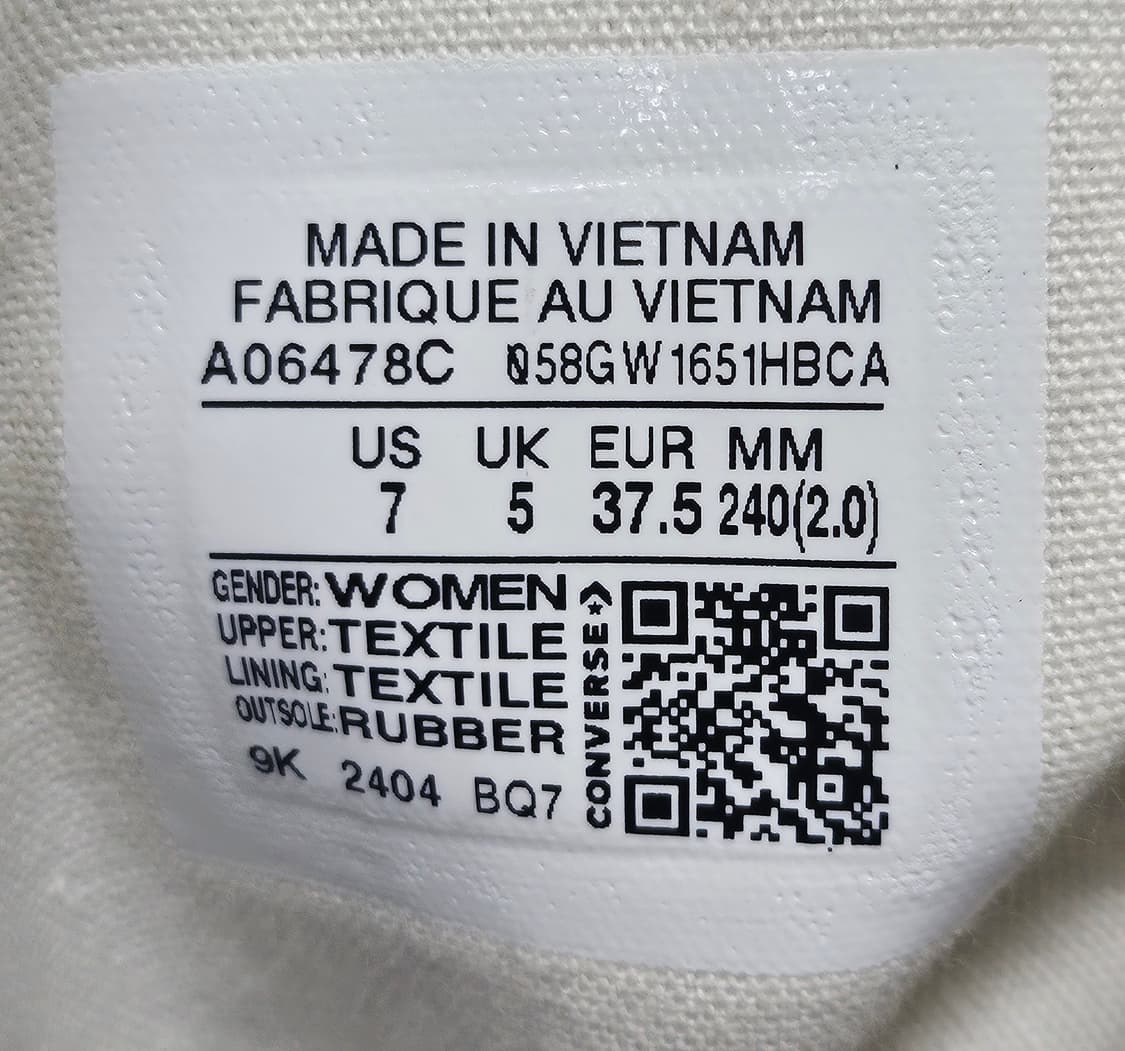 MADE IN VIETNAM
FABRIQUE AU VIETNAM
A06478C Q58GW1651HBCA
US UK EUR MM
7 5 37.5 240(2.0)
GENDER: WOMEN
UPPER: TEXTILE
LINING: TEXTILE
OUTSOLE: RUBBER
9K 2404 BQ7
CONVERSE